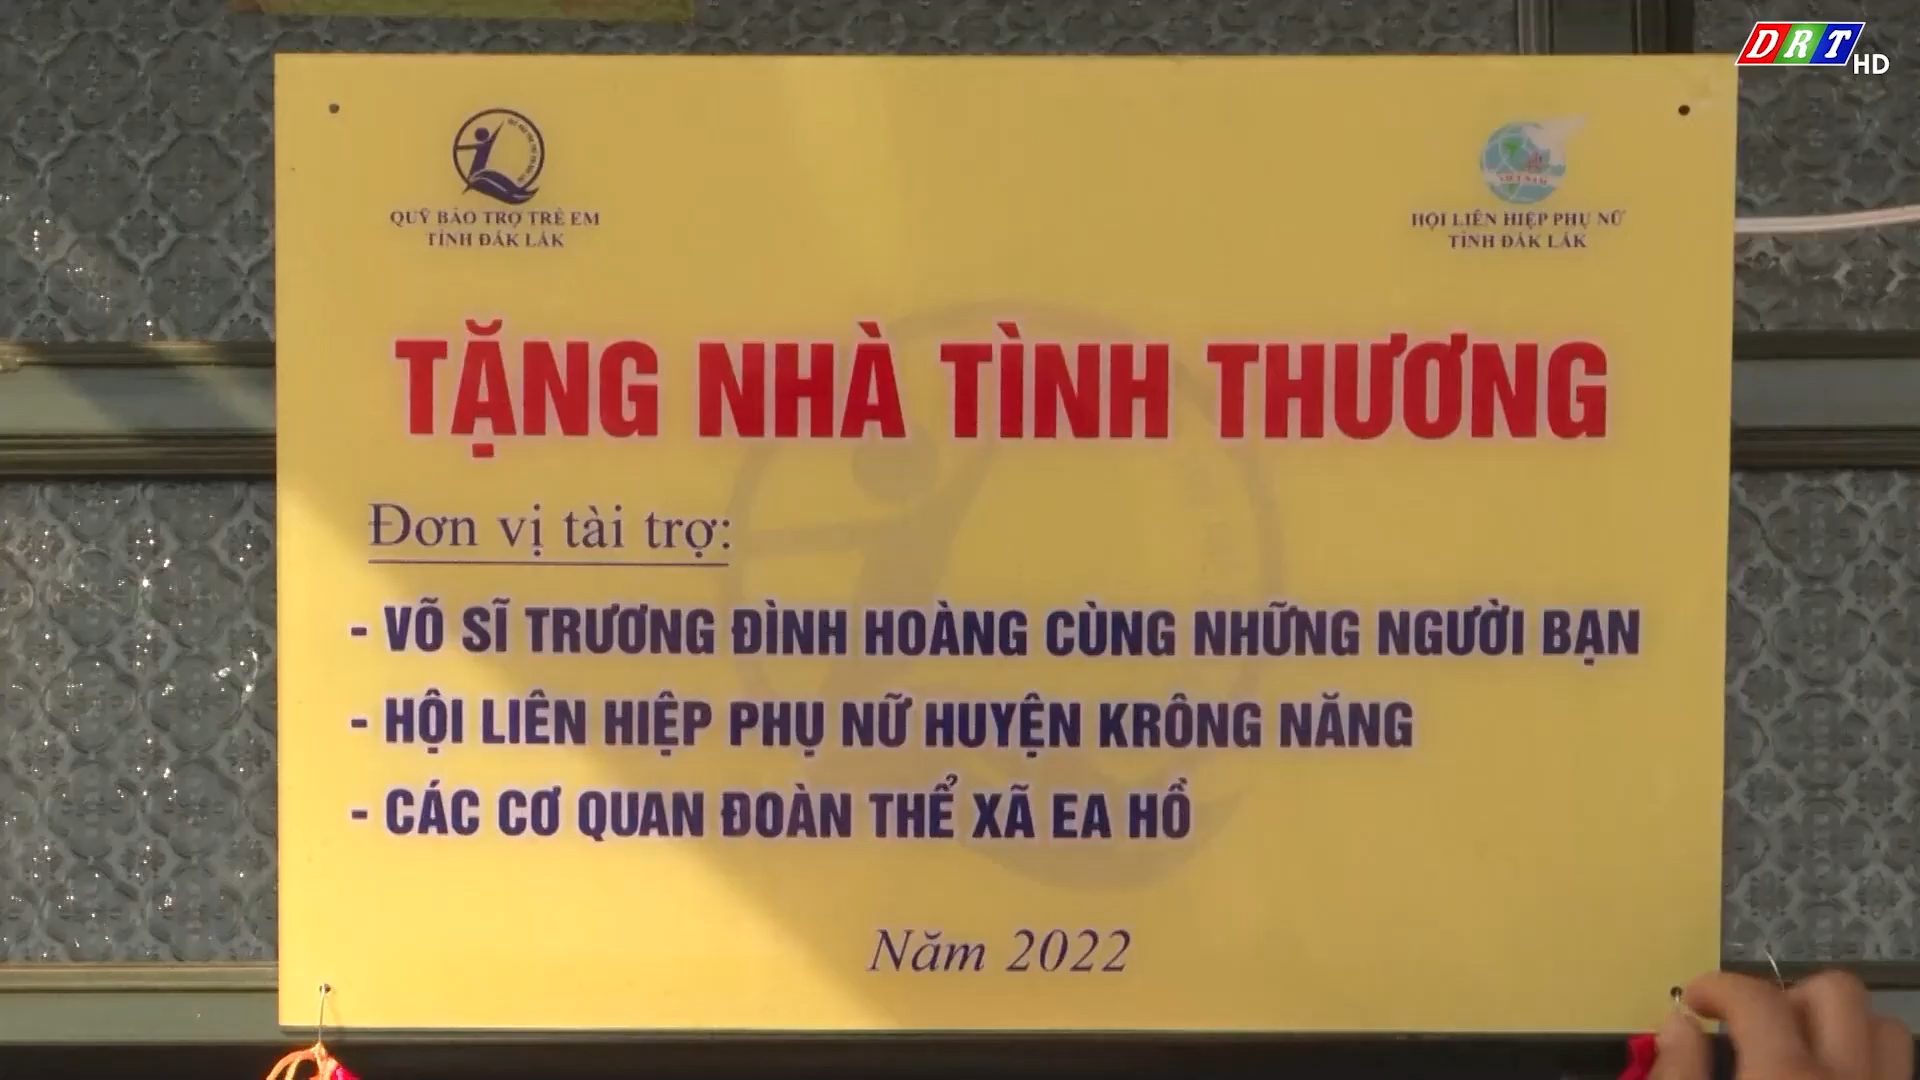 DRT HD
QUỸ BẢO TRỢ TRẺ EM
TỈNH ĐẮK LẮK
HỘI LIÊN HIỆP PHỤ NỮ
TỈNH ĐẮK LẮK
TẶNG NHÀ TÌNH THƯƠNG
Đơn vị tài trợ:
- VÕ SĨ TRƯƠNG ĐÌNH HOÀNG CÙNG NHỮNG NGƯỜI BẠN
- HỘI LIÊN HIỆP PHỤ NỮ HUYỆN KRÔNG NĂNG
- CÁC CƠ QUAN ĐOÀN THỂ XÃ EA HỒ
Năm 2022